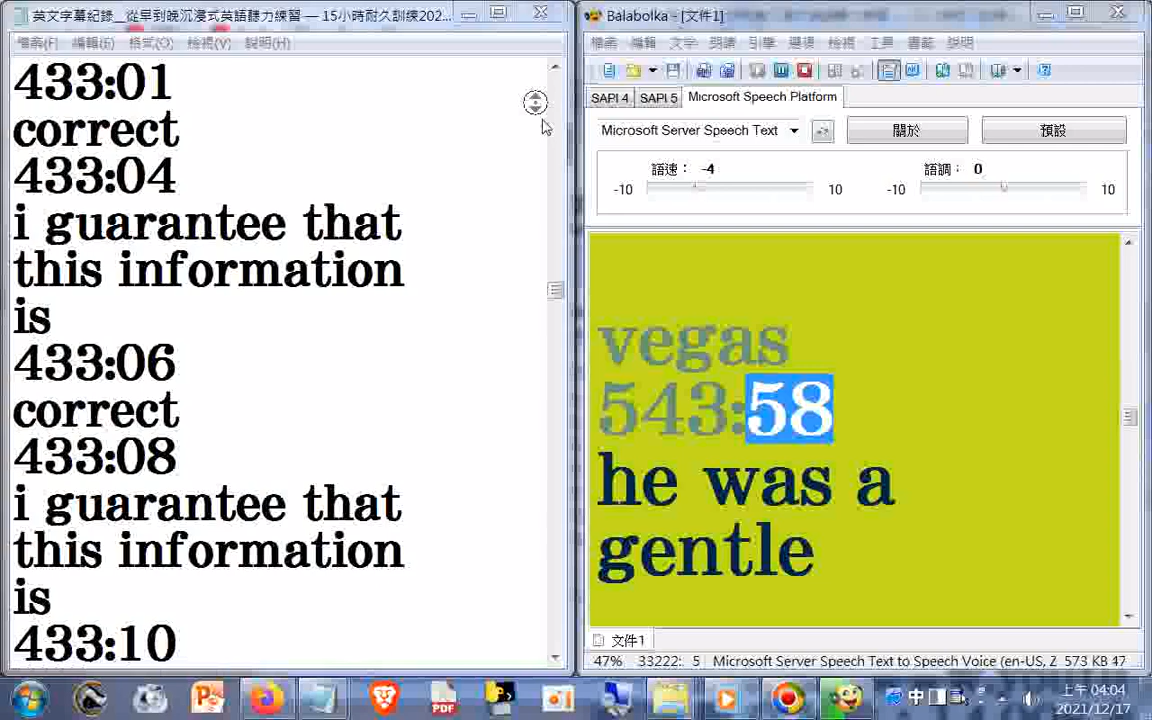 英文字幕紀錄__從早到晚沉浸式英語聽力練習 — 15小時耐久訓練202...
檔案(F) 編輯(E) 格式(O) 檢視(V) 說明(H)
433:01
correct
433:04
i guarantee that
this information
is
433:06
correct
433:08
i guarantee that
this information
is
433:10
Balabolka - [文件1]
檔案 編輯 文字 朗讀 引擎 選項 檢視 工具 書籤 說明
SAPI 4 SAPI 5 Microsoft Speech Platform
Microsoft Server Speech Text 關於 預設
語速: -4 語調: 0
-10 10 -10 10
vegas
543:58
he was a
gentle
文件1
47% 33222: 5 Microsoft Server Speech Text to Speech Voice (en-US, Z 573 KB 47
PDF
中
上午 04:04
2021/12/17